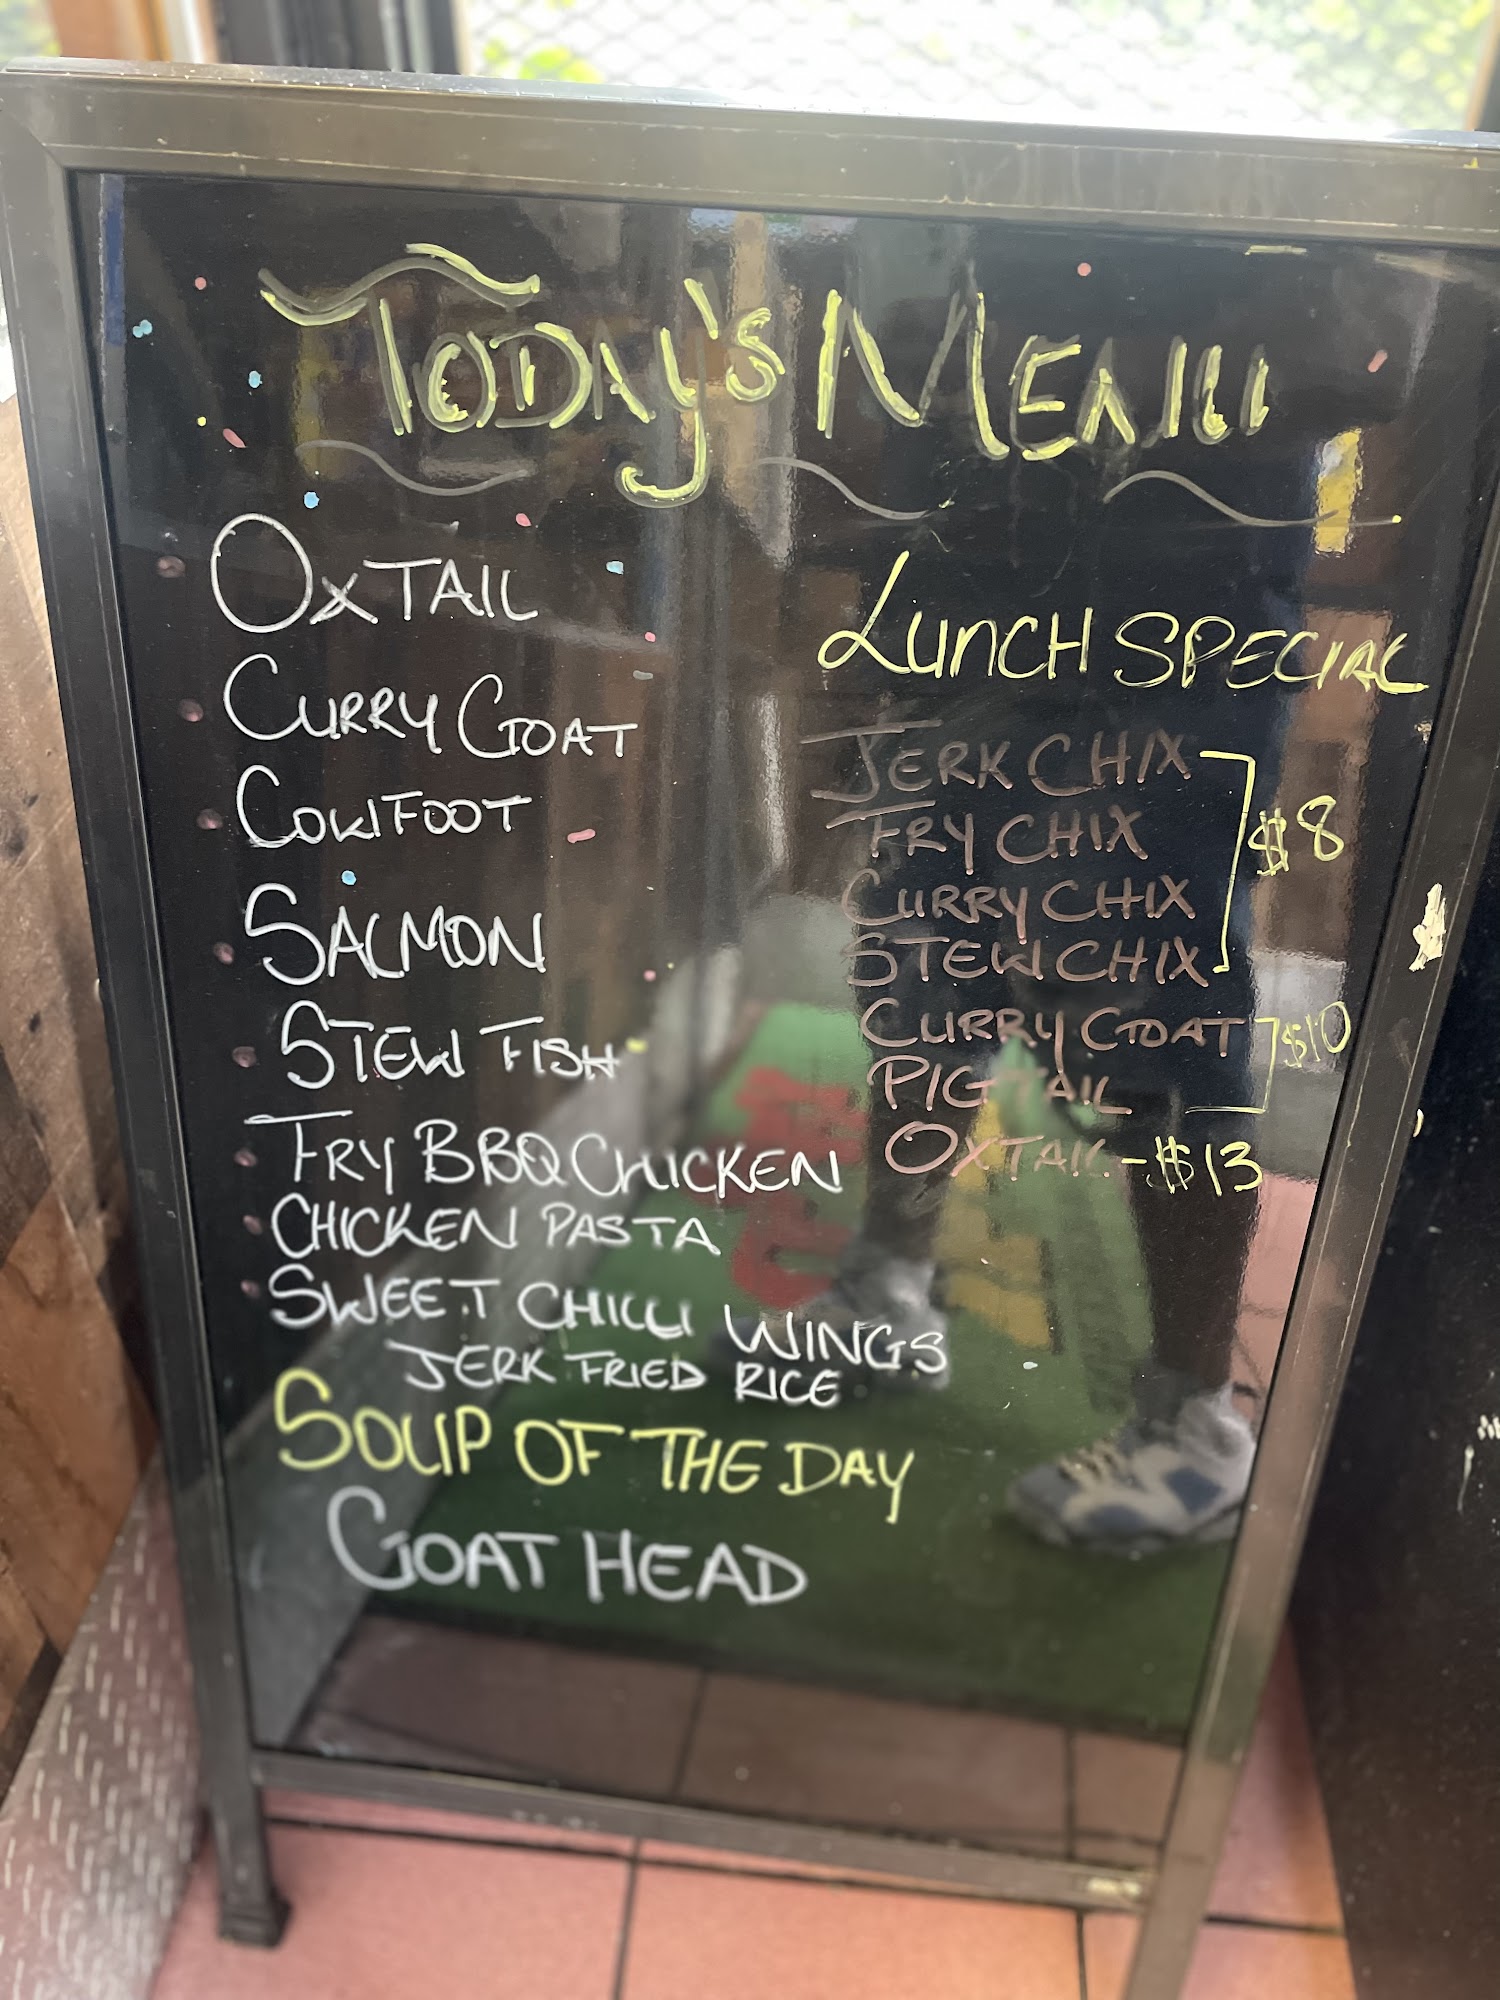 Today's Menu
Oxtail
Curry Goat
Cowfoot
Salmon
Stew Fish
Fry BBQ Chicken
Chicken Pasta
Sweet Chilli Wings
Jerk Fried Rice
Soup of the Day
Goat Head
Lunch Special
Jerk Chix
Fry Chix
Curry Chix
Stew Chix
$8
Curry Goat
Pigtail
$10
Oxtail - $13